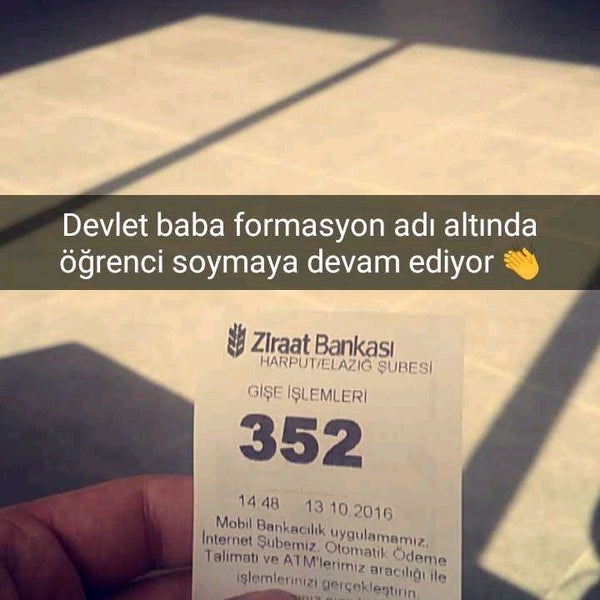 Devlet baba formasyon adı altında
öğrenci soymaya devam ediyor 👏
Ziraat Bankası
HARPUT/ELAZIĞ ŞUBESİ
GİŞE İŞLEMLERİ
352
14:48 13.10.2016
Mobil Bankacılık uygulamamız,
İnternet Şubemiz, Otomatik Ödeme
Talimatı ve ATM'lerimiz aracılığı ile
işlemlerinizi gerçekleştirin,